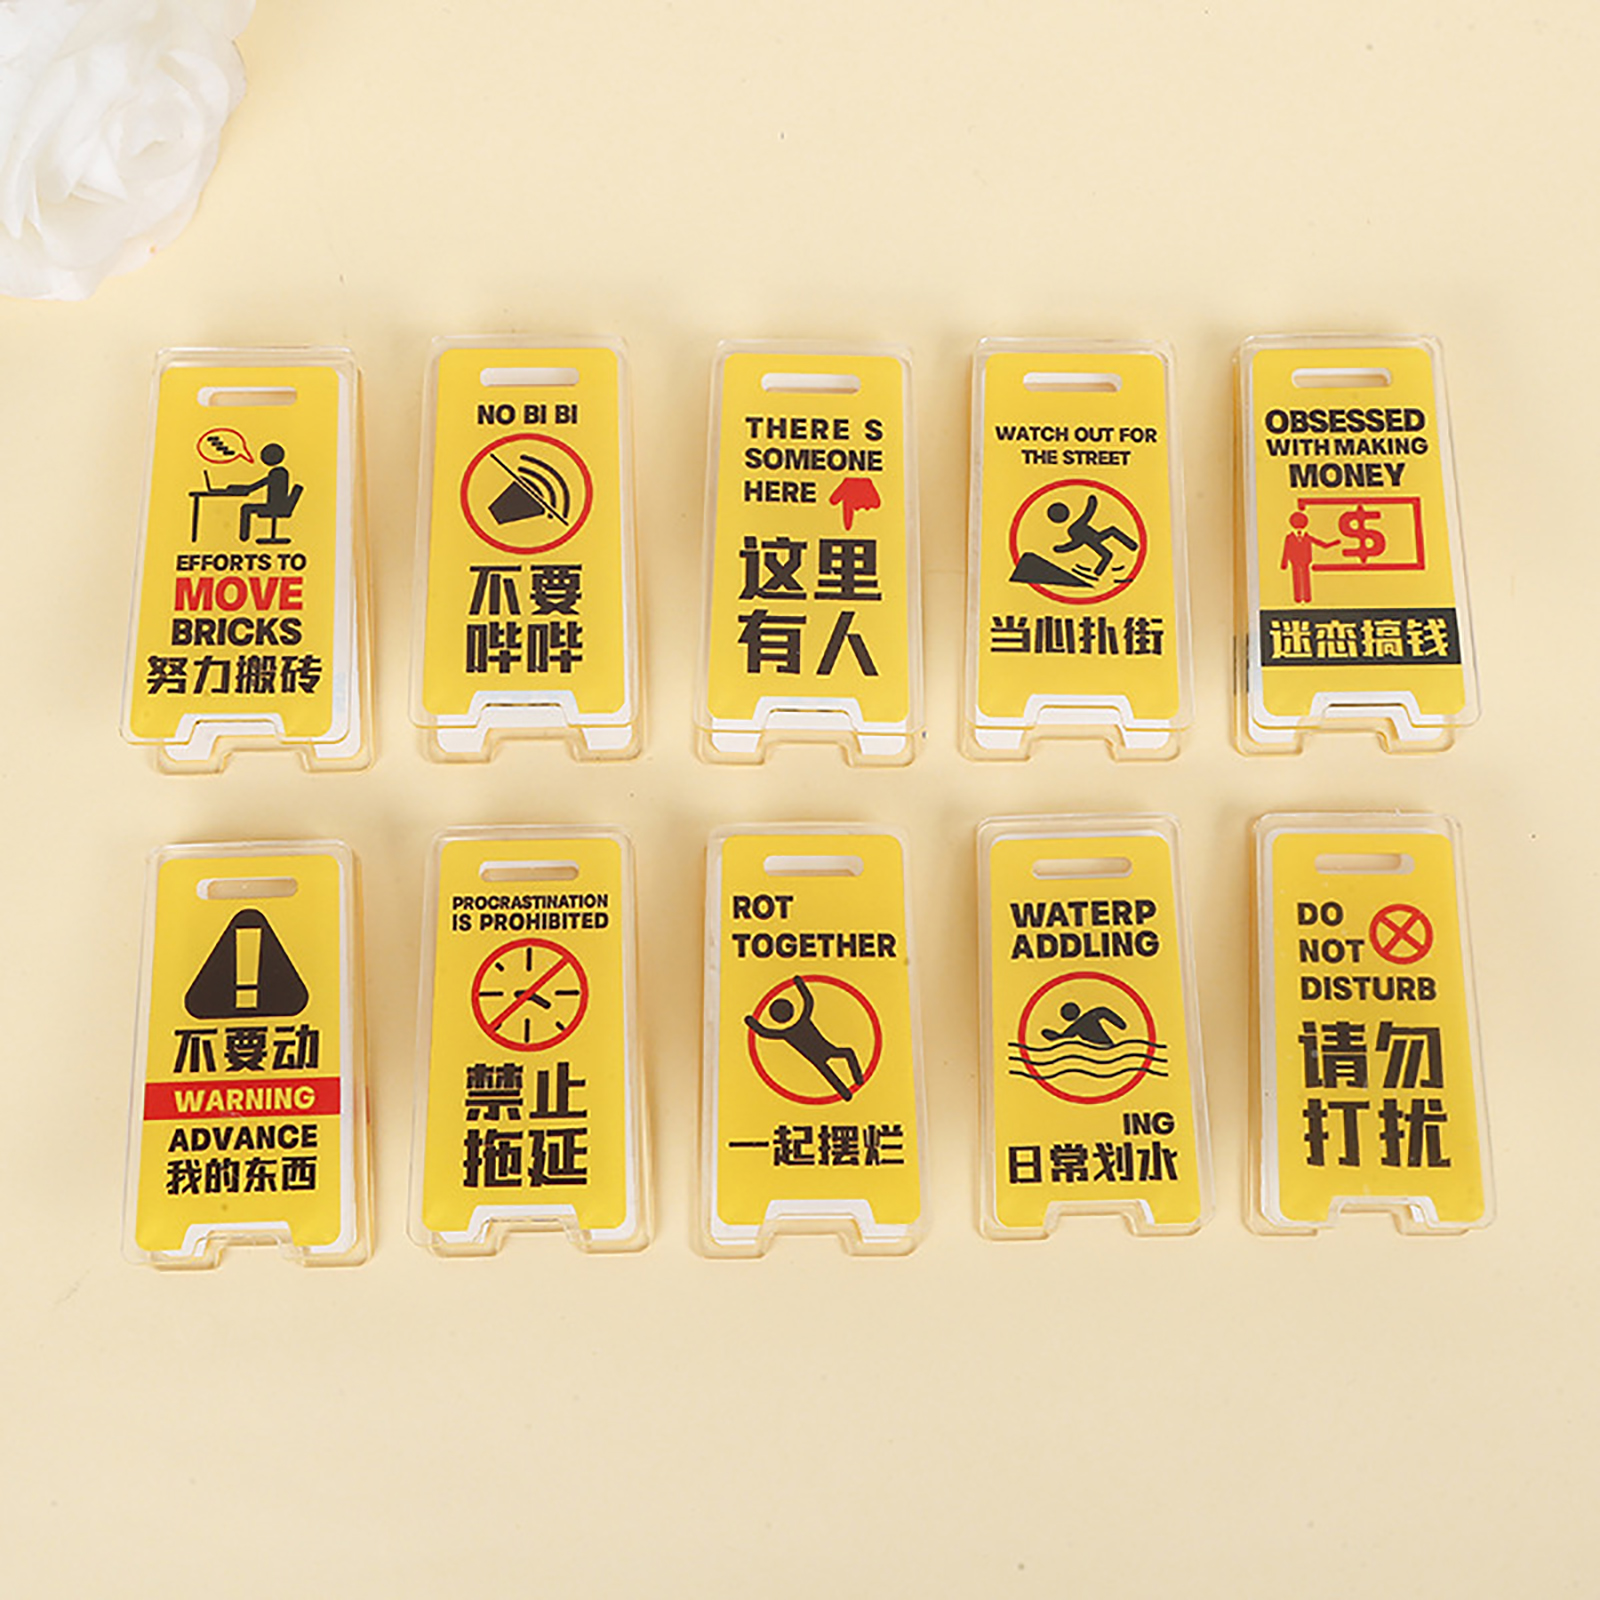 EFFORTS TO
MOVE
BRICKS
努力搬砖
NO BI BI
不要
哔哔
THERE S
SOMEONE
HERE
这里
有人
WATCH OUT FOR
THE STREET
当心扑街
OBSESSED
WITH MAKING
MONEY
$
迷恋搞钱
不要动
WARNING
ADVANCE
我的东西
PROCRASTINATION
IS PROHIBITED
禁止
拖延
ROT
TOGETHER
一起摆烂
WATERP
ADDLING
ING
日常划水
DO
NOT
DISTURB
请勿
打扰